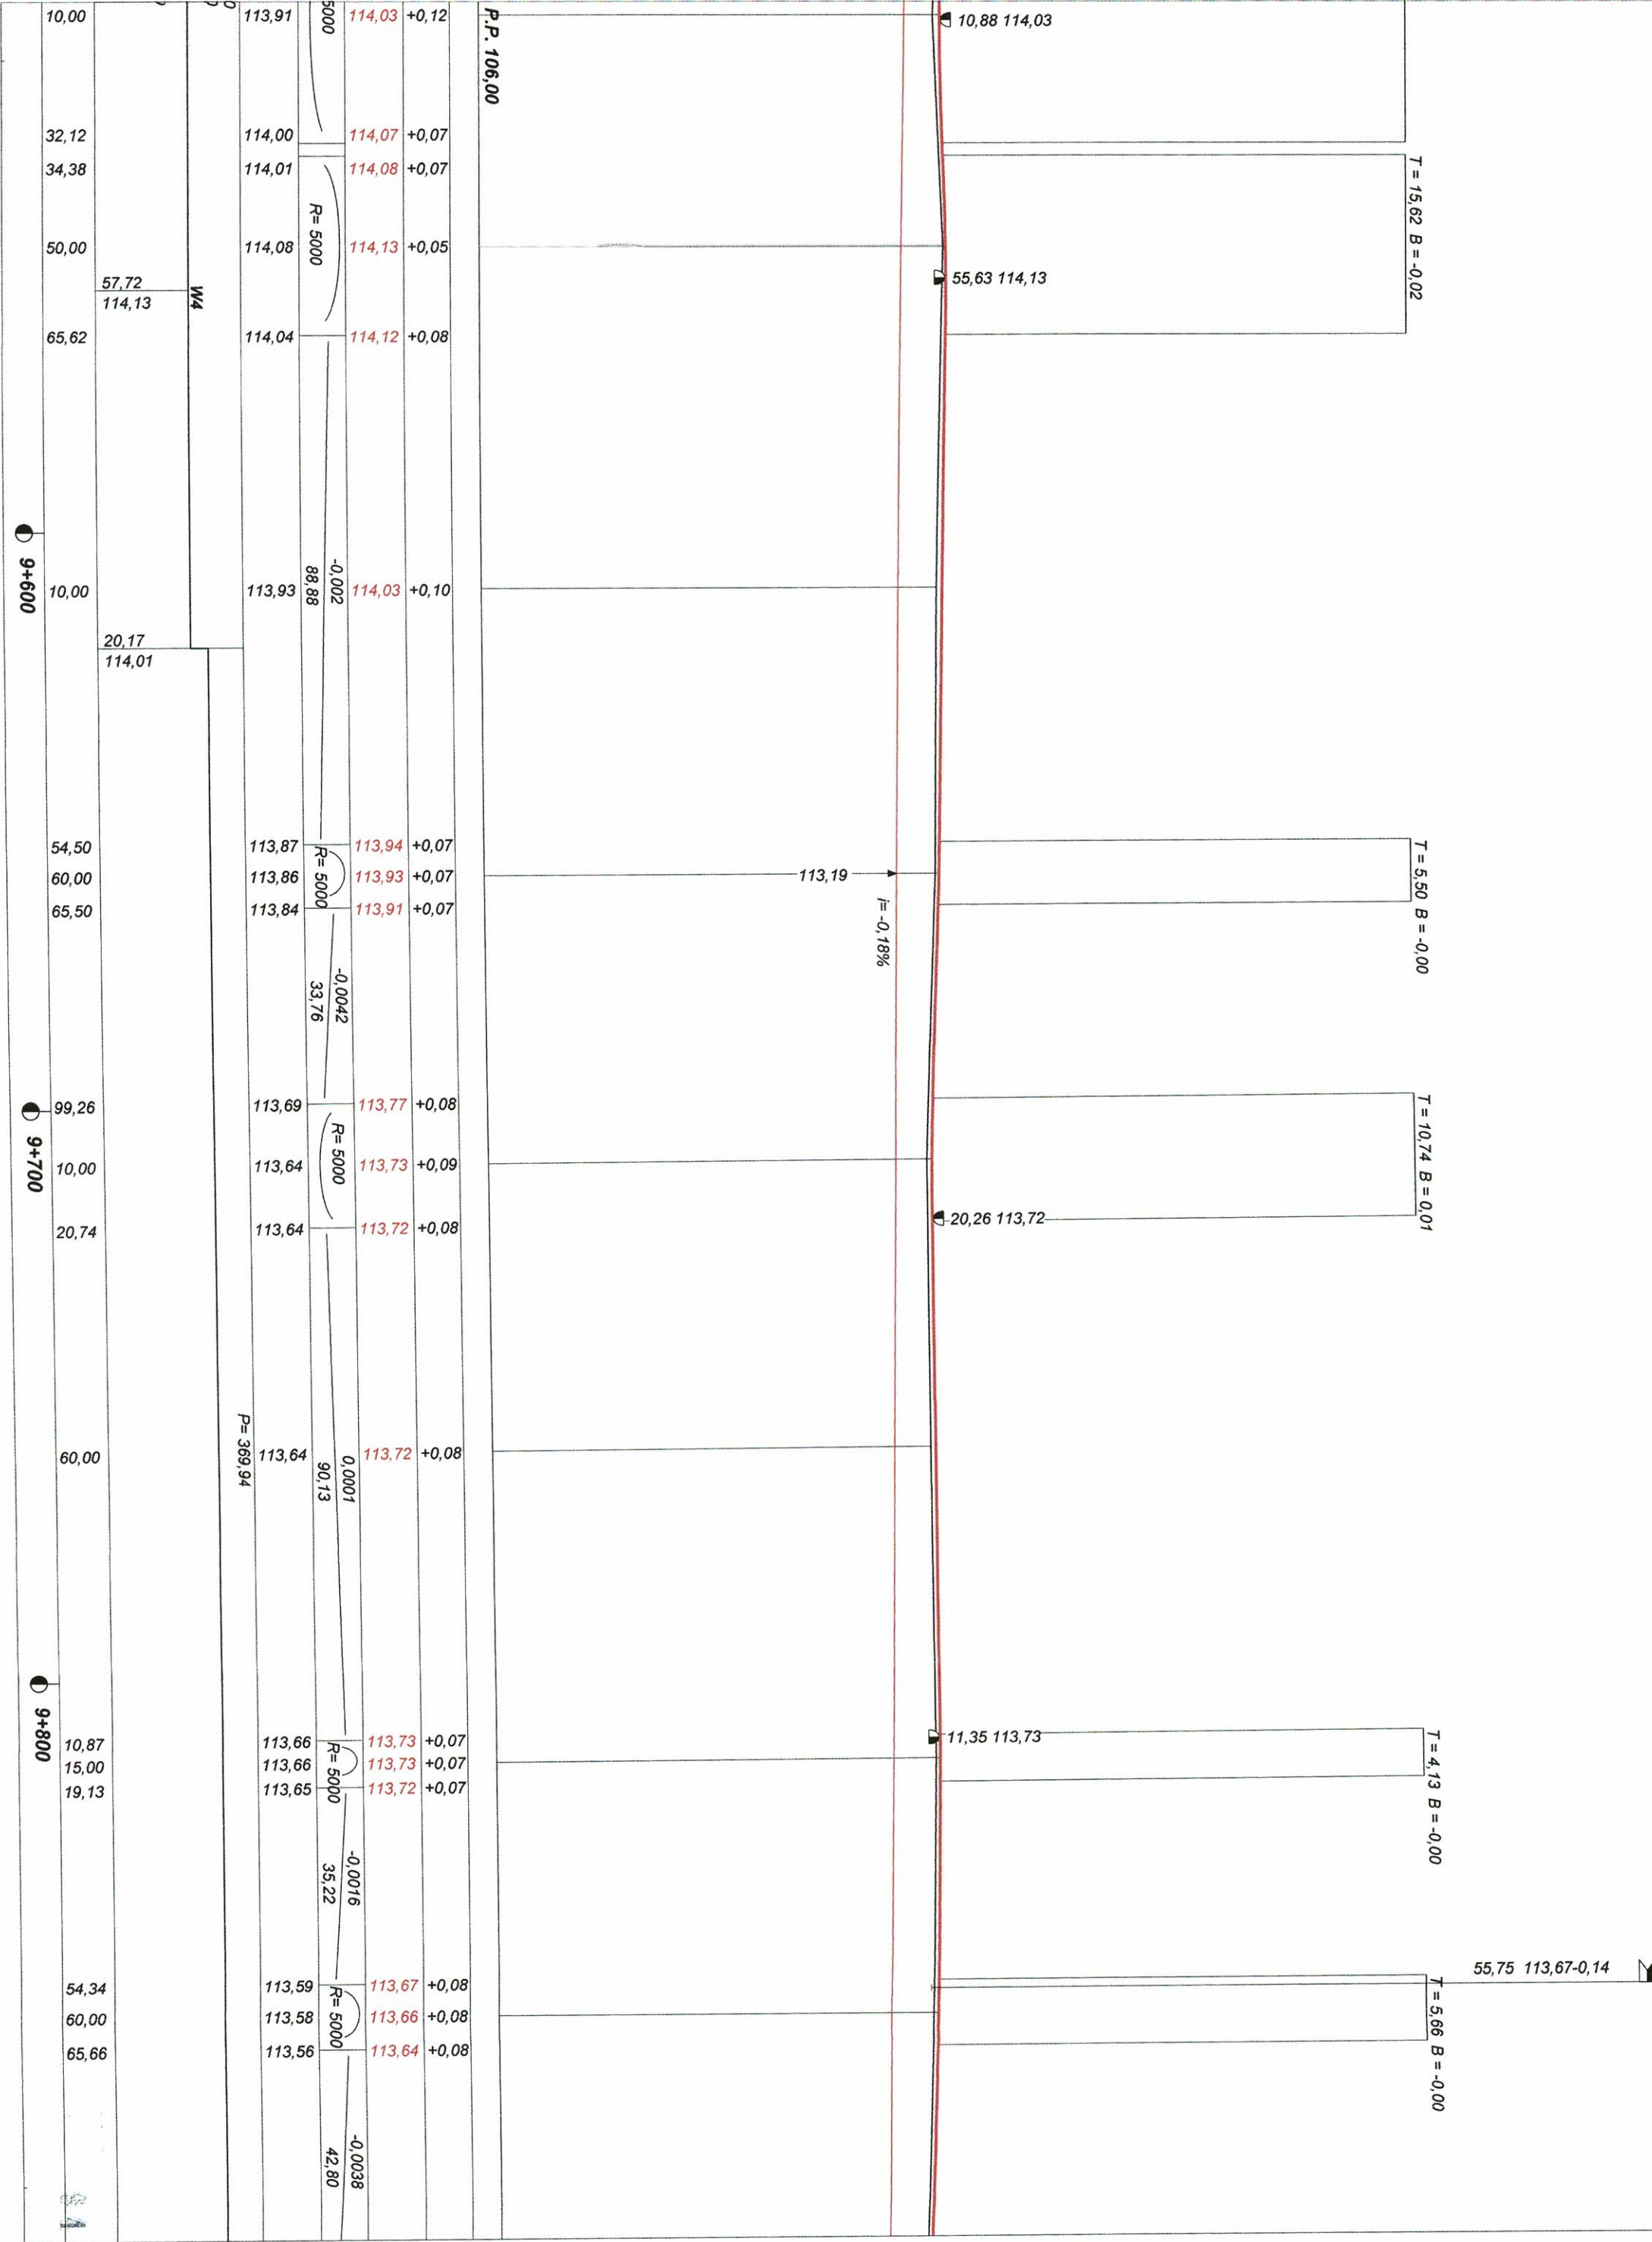 10,00 113,91 5000 114,03 +0,12
P.P. 106,00
10,88 114,03
32,12 114,00 114,07 +0,07
34,38 114,01 114,08 +0,07
T = 15,62 B = -0,02
R= 5000
50,00 114,08 114,13 +0,05
57,72
114,13
W4
55,63 114,13
65,62 114,04 114,12 +0,08
9+600
10,00 113,93 114,03 +0,10
-0,002
88,88
20,17
114,01
54,50 113,87 113,94 +0,07
R= 5000
60,00 113,86 113,93 +0,07
113,19
65,50 113,84 113,91 +0,07
T = 5,50 B = -0,00
i= -0,18%
-0,0042
33,76
99,26 113,69 113,77 +0,08
9+700
R= 5000
10,00 113,64 113,73 +0,09
T = 10,74 B = 0,01
20,26 113,72
20,74 113,64 113,72 +0,08
P= 369,94
60,00 113,64 113,72 +0,08
0,0001
90,13
9+800
10,87 113,66 113,73 +0,07
11,35 113,73
R= 5000
15,00 113,66 113,73 +0,07
19,13 113,65 113,72 +0,07
T = 4,13 B = -0,00
-0,0016
35,22
55,75 113,67-0,14
54,34 113,59 113,67 +0,08
R= 5000
60,00 113,58 113,66 +0,08
65,66 113,56 113,64 +0,08
T = 5,66 B = -0,00
-0,0038
42,80